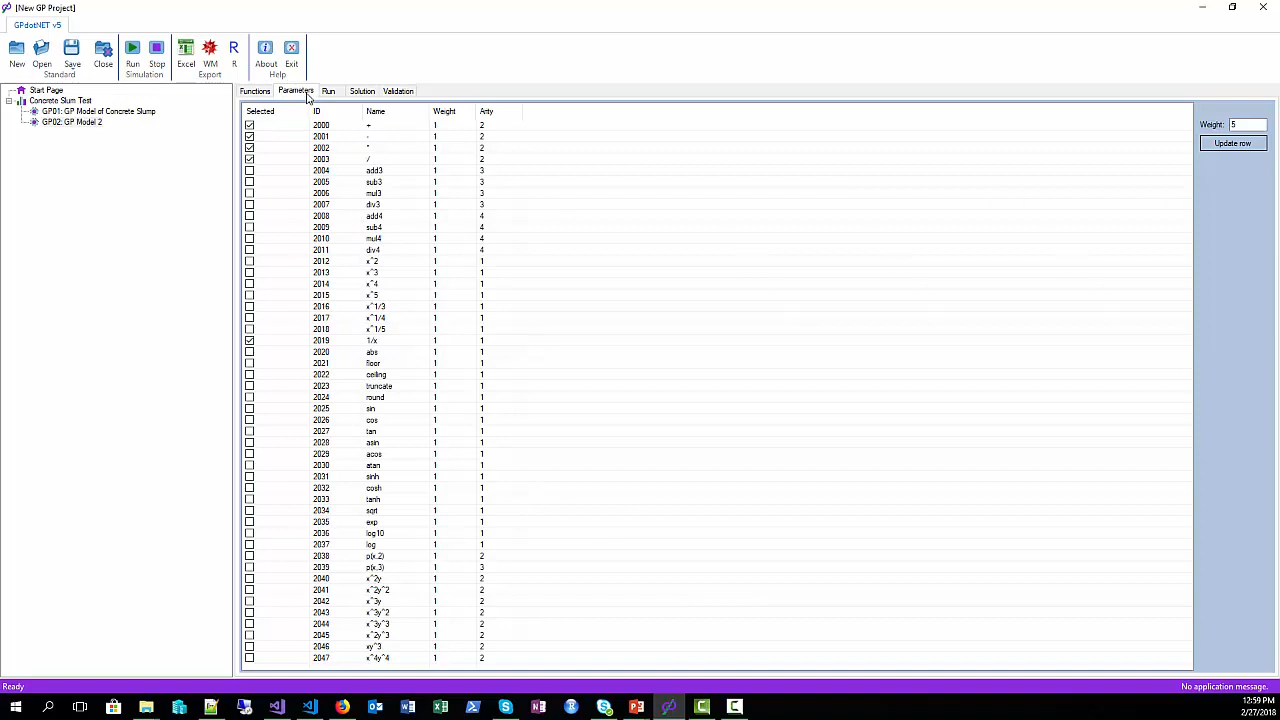 [New GP Project]
GPdotNET v5
New Open Save Close Run Stop Excel WM R About Exit
Standard Simulation Export Help
Start Page
Concrete Slum Test
GP01: GP Model of Concrete Slump
GP02: GP Model 2
Functions Parameters Run Solution Validation
Selected ID Name Weight Arity
2000 + 1 2
2001 - 1 2
2002 * 1 2
2003 / 1 2
2004 add3 1 3
2005 sub3 1 3
2006 mul3 1 3
2007 div3 1 3
2008 add4 1 4
2009 sub4 1 4
2010 mul4 1 4
2011 div4 1 4
2012 x^2 1 1
2013 x^3 1 1
2014 x^4 1 1
2015 x^5 1 1
2016 x^1/3 1 1
2017 x^1/4 1 1
2018 x^1/5 1 1
2019 1/x 1 1
2020 abs 1 1
2021 floor 1 1
2022 ceiling 1 1
2023 truncate 1 1
2024 round 1 1
2025 sin 1 1
2026 cos 1 1
2027 tan 1 1
2028 asin 1 1
2029 acos 1 1
2030 atan 1 1
2031 sinh 1 1
2032 cosh 1 1
2033 tanh 1 1
2034 sqrt 1 1
2035 exp 1 1
2036 log10 1 1
2037 log 1 1
2038 p(x,2) 1 2
2039 p(x,3) 1 3
2040 x^2y 1 2
2041 x^2y^2 1 2
2042 x^3y 1 2
2043 x^3y^2 1 2
2044 x^3y^3 1 2
2045 x^2y^3 1 2
2046 xy^3 1 2
2047 x^4y^4 1 2
Weight: 5
Update row
Ready
No application message.
12:59 PM
2/27/2018